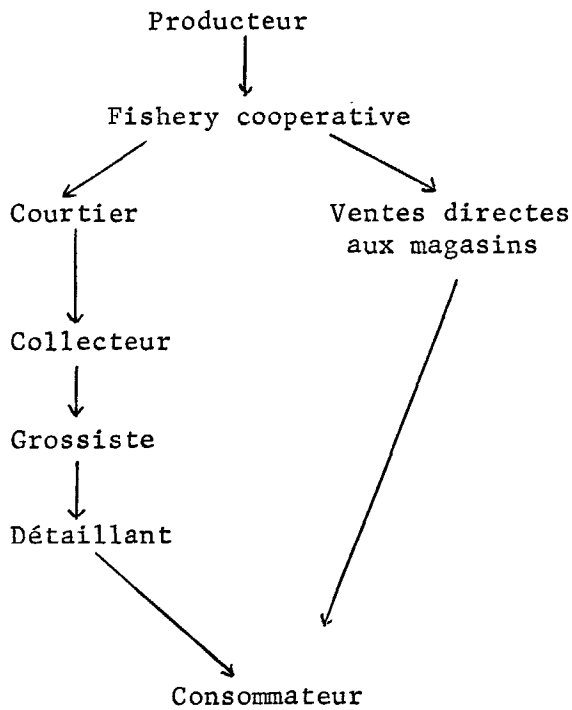 Producteur
Fishery cooperative
Courtier
Ventes directes
aux magasins
Collecteur
Grossiste
Détaillant
Consommateur